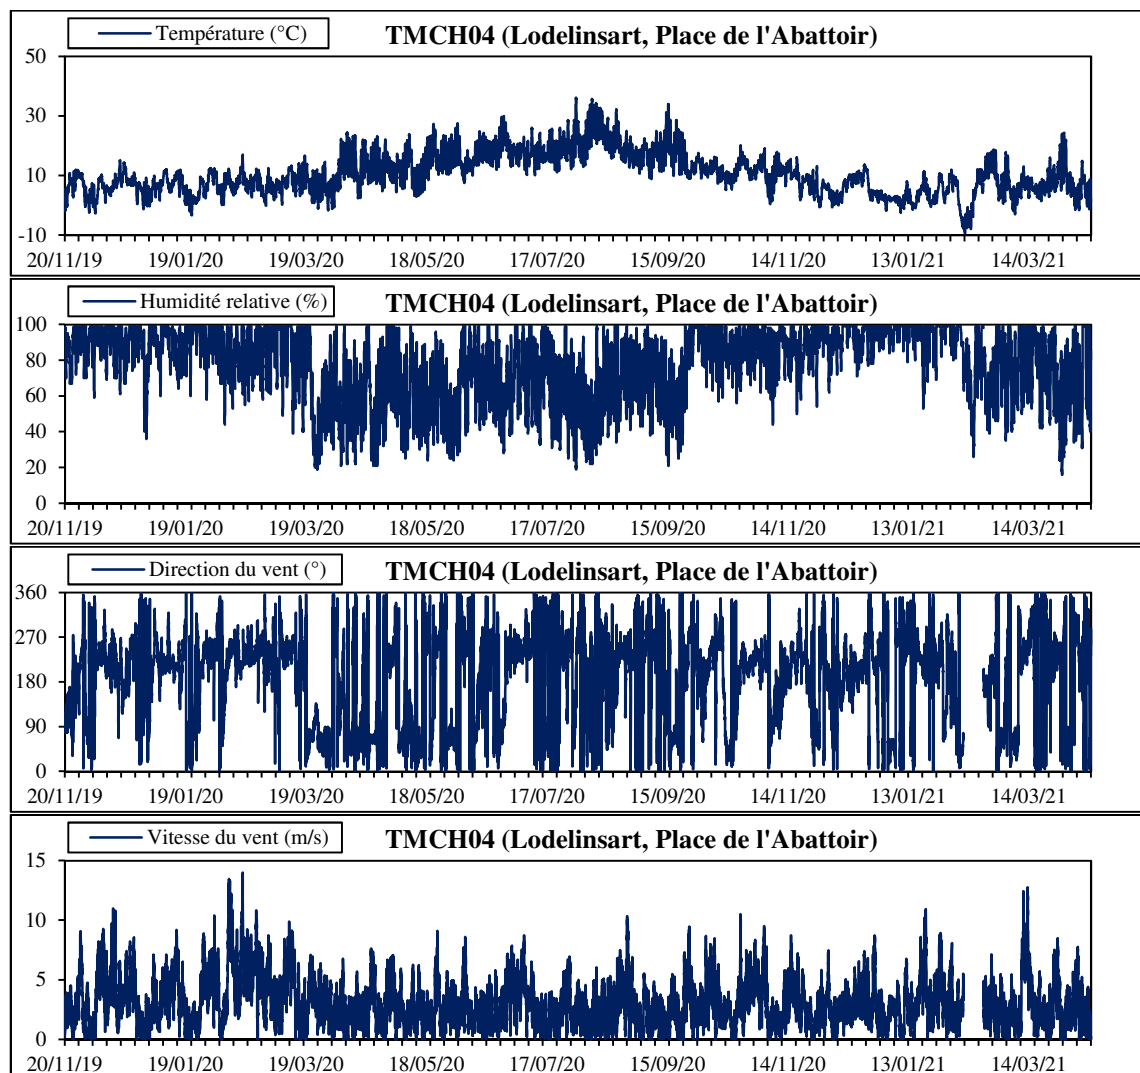 Température (°C)
TMCH04 (Lodelinsart, Place de l'Abattoir)
50
30
10
-10
20/11/19 19/01/20 19/03/20 18/05/20 17/07/20 15/09/20 14/11/20 13/01/21 14/03/21
Humidité relative (%)
TMCH04 (Lodelinsart, Place de l'Abattoir)
100
80
60
40
20
0
20/11/19 19/01/20 19/03/20 18/05/20 17/07/20 15/09/20 14/11/20 13/01/21 14/03/21
Direction du vent (°)
TMCH04 (Lodelinsart, Place de l'Abattoir)
360
270
180
90
0
20/11/19 19/01/20 19/03/20 18/05/20 17/07/20 15/09/20 14/11/20 13/01/21 14/03/21
Vitesse du vent (m/s)
TMCH04 (Lodelinsart, Place de l'Abattoir)
15
10
5
0
20/11/19 19/01/20 19/03/20 18/05/20 17/07/20 15/09/20 14/11/20 13/01/21 14/03/21